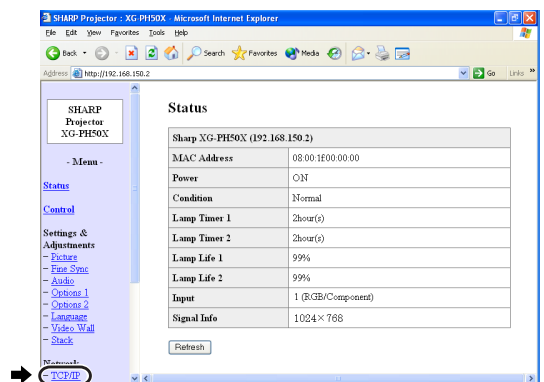 SHARP Projector : XG-PH50X - Microsoft Internet Explorer
File Edit View Favorites Tools Help
Back Search Favorites Media
Address http://192.168.150.2 Go Links »
SHARP
Projector
XG-PH50X
- Menu -
Status
Control
Settings &
Adjustments
- Picture
- Fine Sync
- Audio
- Options 1
- Options 2
- Language
- Video Wall
- Stack
Network
- TCP/IP
Status
Sharp XG-PH50X (192.168.150.2)
MAC Address 08:00:1f:00:00:00
Power ON
Condition Normal
Lamp Timer 1 2hour(s)
Lamp Timer 2 2hour(s)
Lamp Life 1 99%
Lamp Life 2 99%
Input 1 (RGB/Component)
Signal Info 1024×768
Refresh